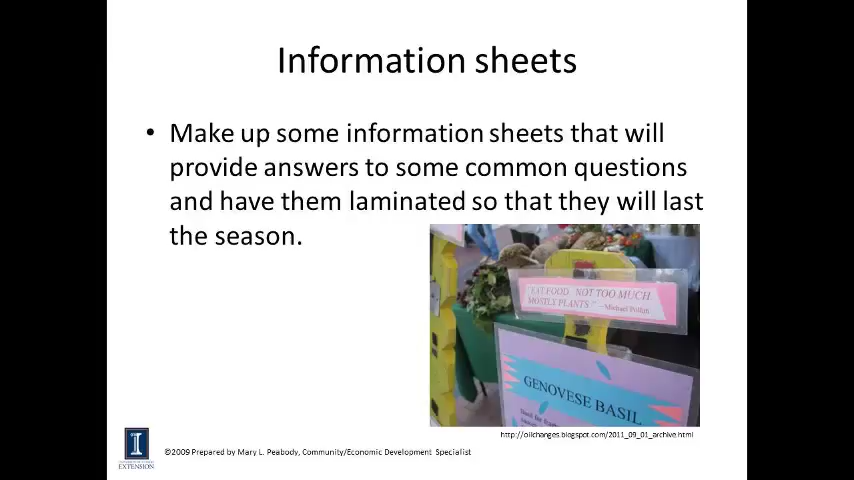 Information sheets
• Make up some information sheets that will
provide answers to some common questions
and have them laminated so that they will last
the season.
"EAT FOOD. NOT TOO MUCH.
MOSTLY PLANTS." ~Michael Pollan
GENOVESE BASIL
http://oilchanges.blogspot.com/2011_09_01_archive.html
EXTENSION
©2009 Prepared by Mary L. Peabody, Community/Economic Development Specialist